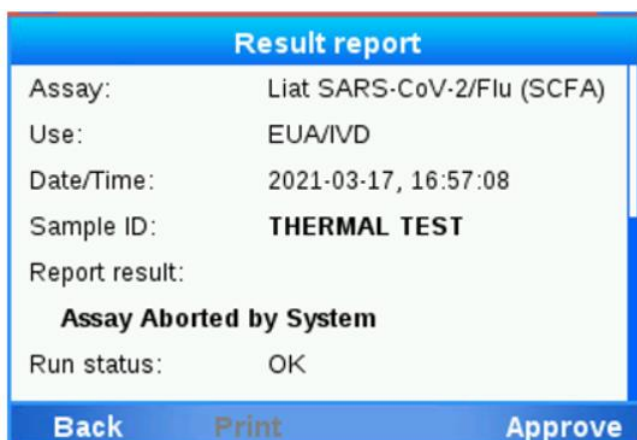 Result report
Assay: Liat SARS-CoV-2/Flu (SCFA)
Use: EUA/IVD
Date/Time: 2021-03-17, 16:57:08
Sample ID: THERMAL TEST
Report result:
Assay Aborted by System
Run status: OK
Back Print Approve